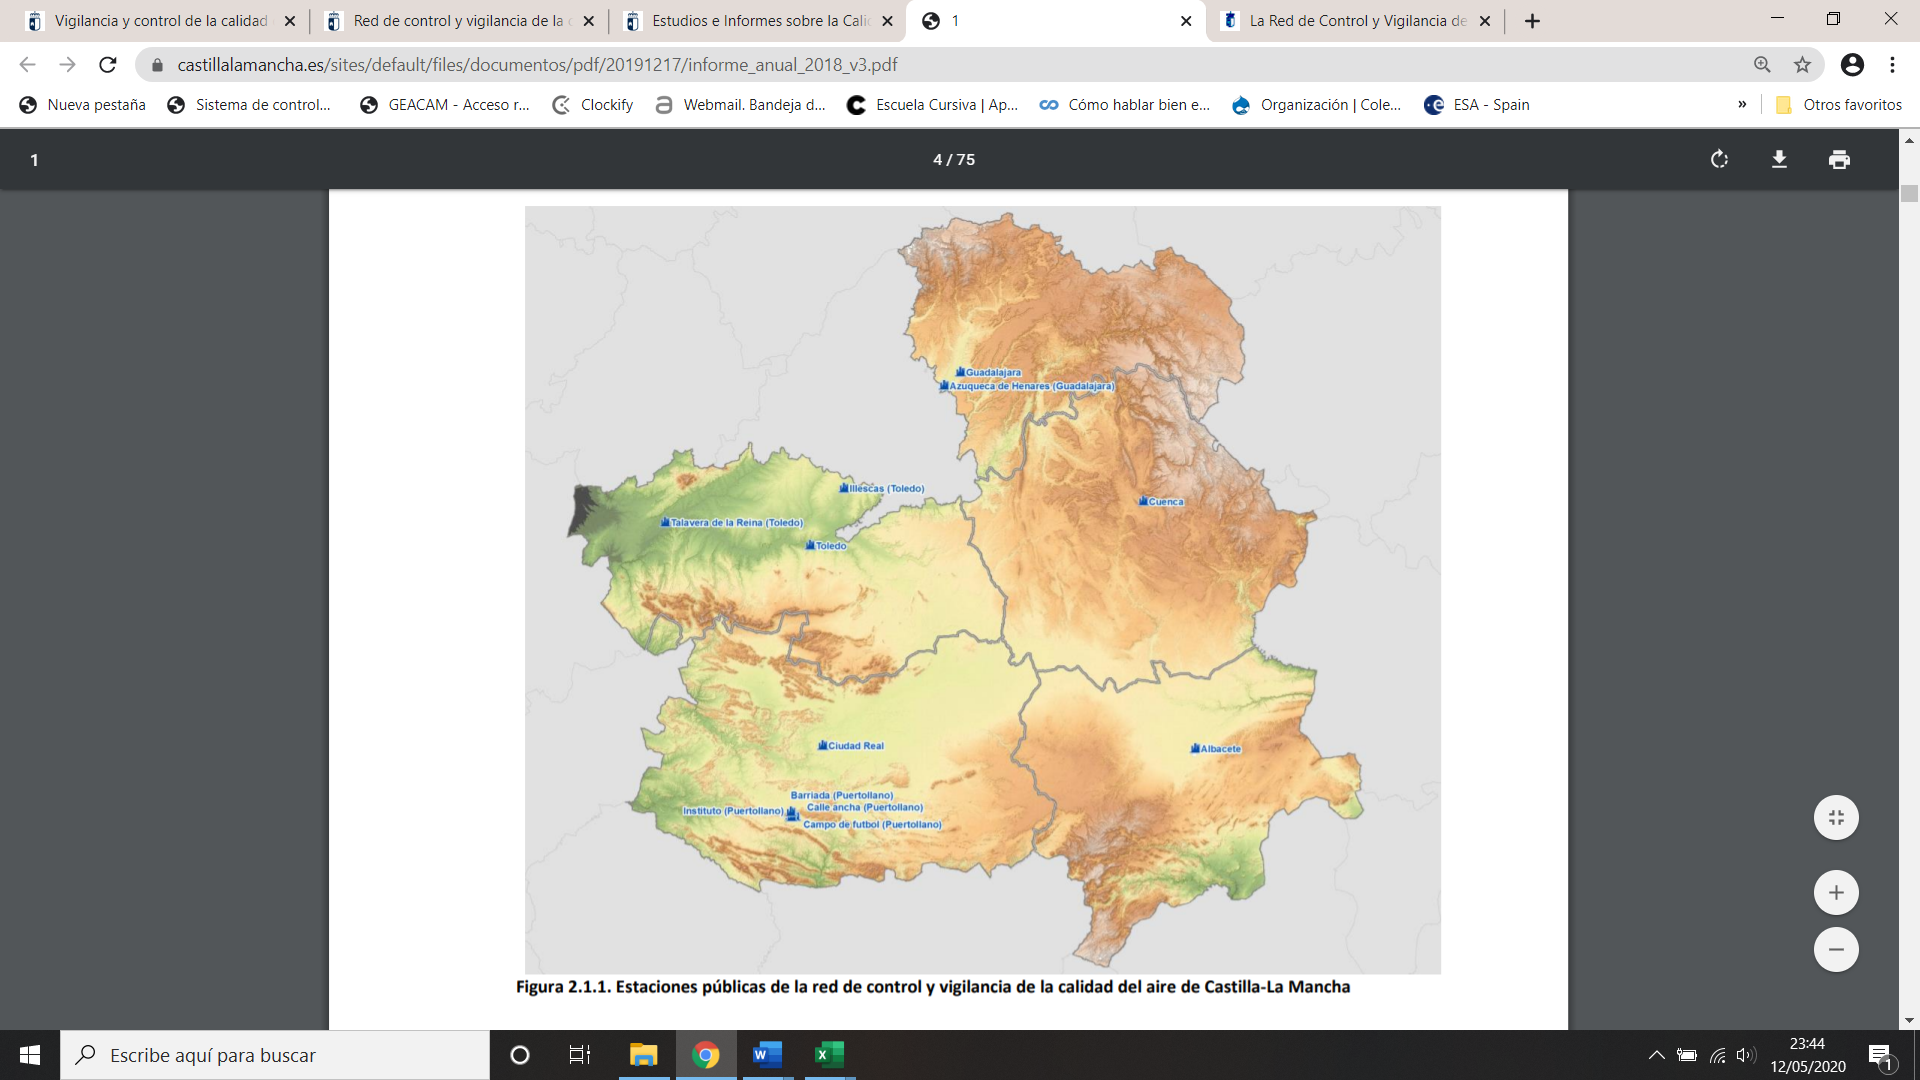 Vigilancia y control de la calidad
Red de control y vigilancia de la c
Estudios e Informes sobre la Calid
1
La Red de Control y Vigilancia de
castillalamancha.es/sites/default/files/documentos/pdf/20191217/informe_anual_2018_v3.pdf
Nueva pestaña
Sistema de control...
GEACAM - Acceso r...
Clockify
Webmail. Bandeja d...
Escuela Cursiva | Ap...
Cómo hablar bien e...
Organización | Cole...
ESA - Spain
»
Otros favoritos
1
4 / 75
Guadalajara
Azuqueca de Henares (Guadalajara)
Illescas (Toledo)
Cuenca
Talavera de la Reina (Toledo)
Toledo
Ciudad Real
Albacete
Barriada (Puertollano)
Calle ancha (Puertollano)
Instituto (Puertollano)
Campo de futbol (Puertollano)
Figura 2.1.1. Estaciones públicas de la red de control y vigilancia de la calidad del aire de Castilla-La Mancha
Escribe aquí para buscar
23:44
12/05/2020
1